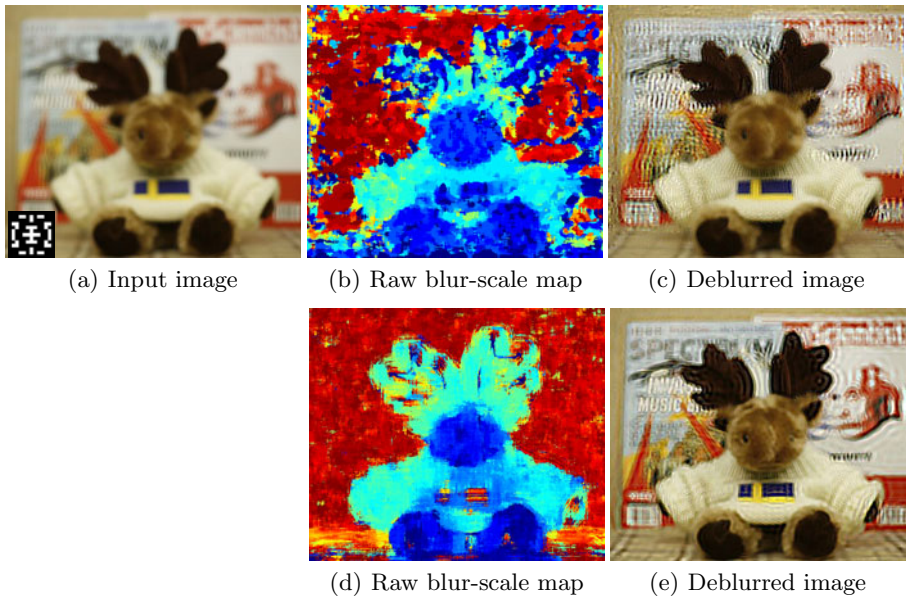 (a) Input image
(b) Raw blur-scale map
(c) Deblurred image
SPECTRUM
MUSIC
(d) Raw blur-scale map
(e) Deblurred image